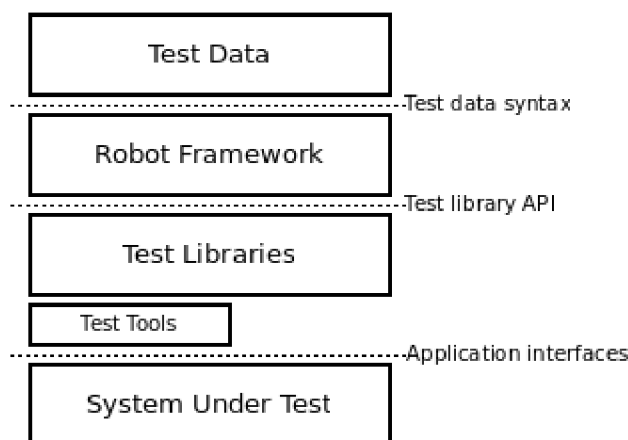 Test Data
Test data syntax
Robot Framework
Test library API
Test Libraries
Test Tools
Application interfaces
System Under Test